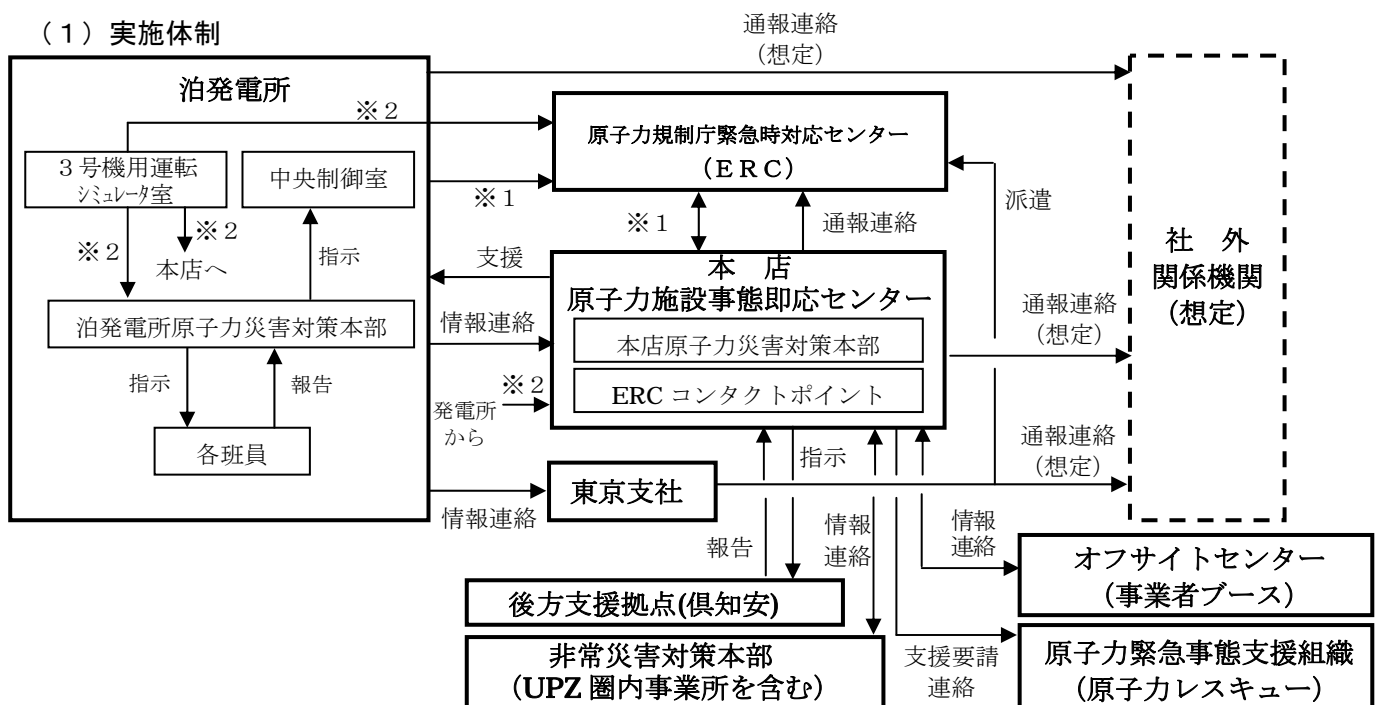 (1)実施体制
通報連絡
(想定)
泊発電所
※2
3号機用運転
シミュレータ室
中央制御室
原子力規制庁緊急時対応センター
(ERC)
※1
※1
通報連絡
派遣
※2
※2
本店へ
指示
支援
社 外
関係機関
(想定)
本 店
原子力施設事態即応センター
泊発電所原子力災害対策本部
情報連絡
本店原子力災害対策本部
通報連絡
(想定)
指示
報告
※2
発電所
から
ERCコンタクトポイント
各班員
指示
通報連絡
(想定)
東京支社
情報連絡
報告
情報
連絡
情報
連絡
オフサイトセンター
(事業者ブース)
後方支援拠点(倶知安)
非常災害対策本部
(UPZ圏内事業所を含む)
支援要請
連絡
原子力緊急事態支援組織
(原子力レスキュー)